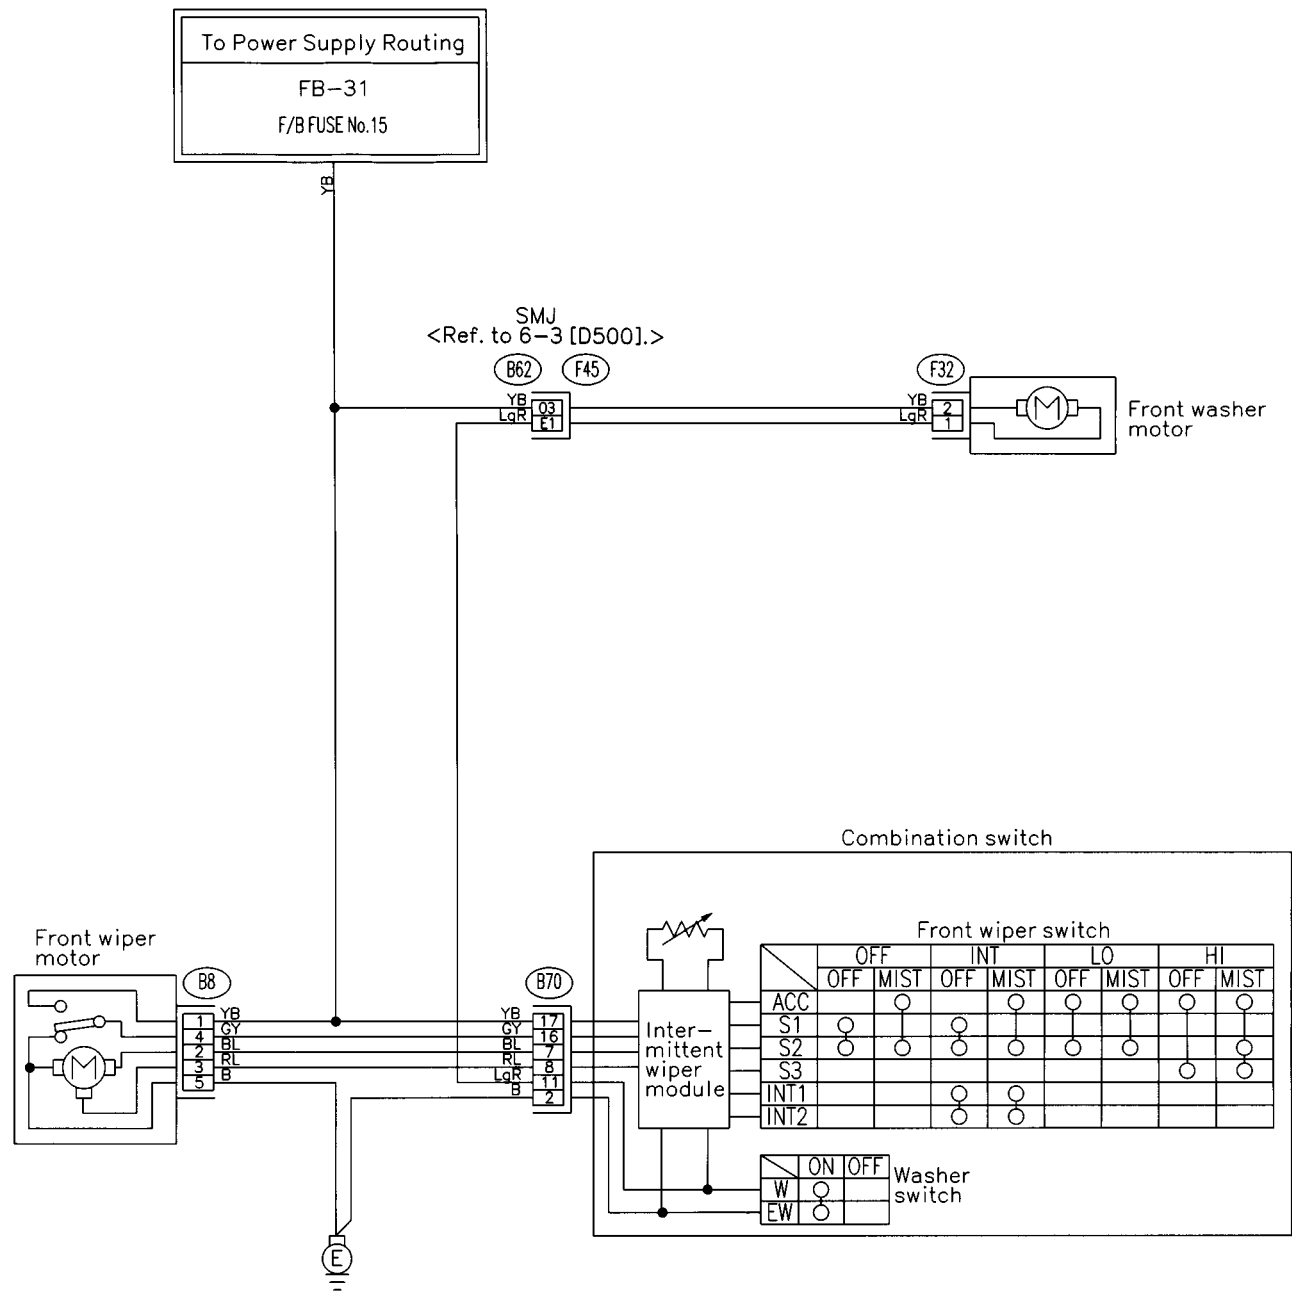 To Power Supply Routing
FB-31
F/B FUSE No.15
YB
SMJ
<Ref. to 6-3 [D500].>
B62 F45 F32
YB 03 YB 2
LgR E1 LgR 1
M
Front washer
motor
Combination switch
Front wiper
motor
B8 B70
1 YB YB 17
4 GY GY 16
2 BL BL 7
3 RL RL 8
5 B LgR 11
B 2
M
Inter-
mittent
wiper
module
Front wiper switch
OFF INT LO HI
OFF MIST OFF MIST OFF MIST OFF MIST
ACC
S1
S2
S3
INT1
INT2
ON OFF
W
EW
Washer
switch
E